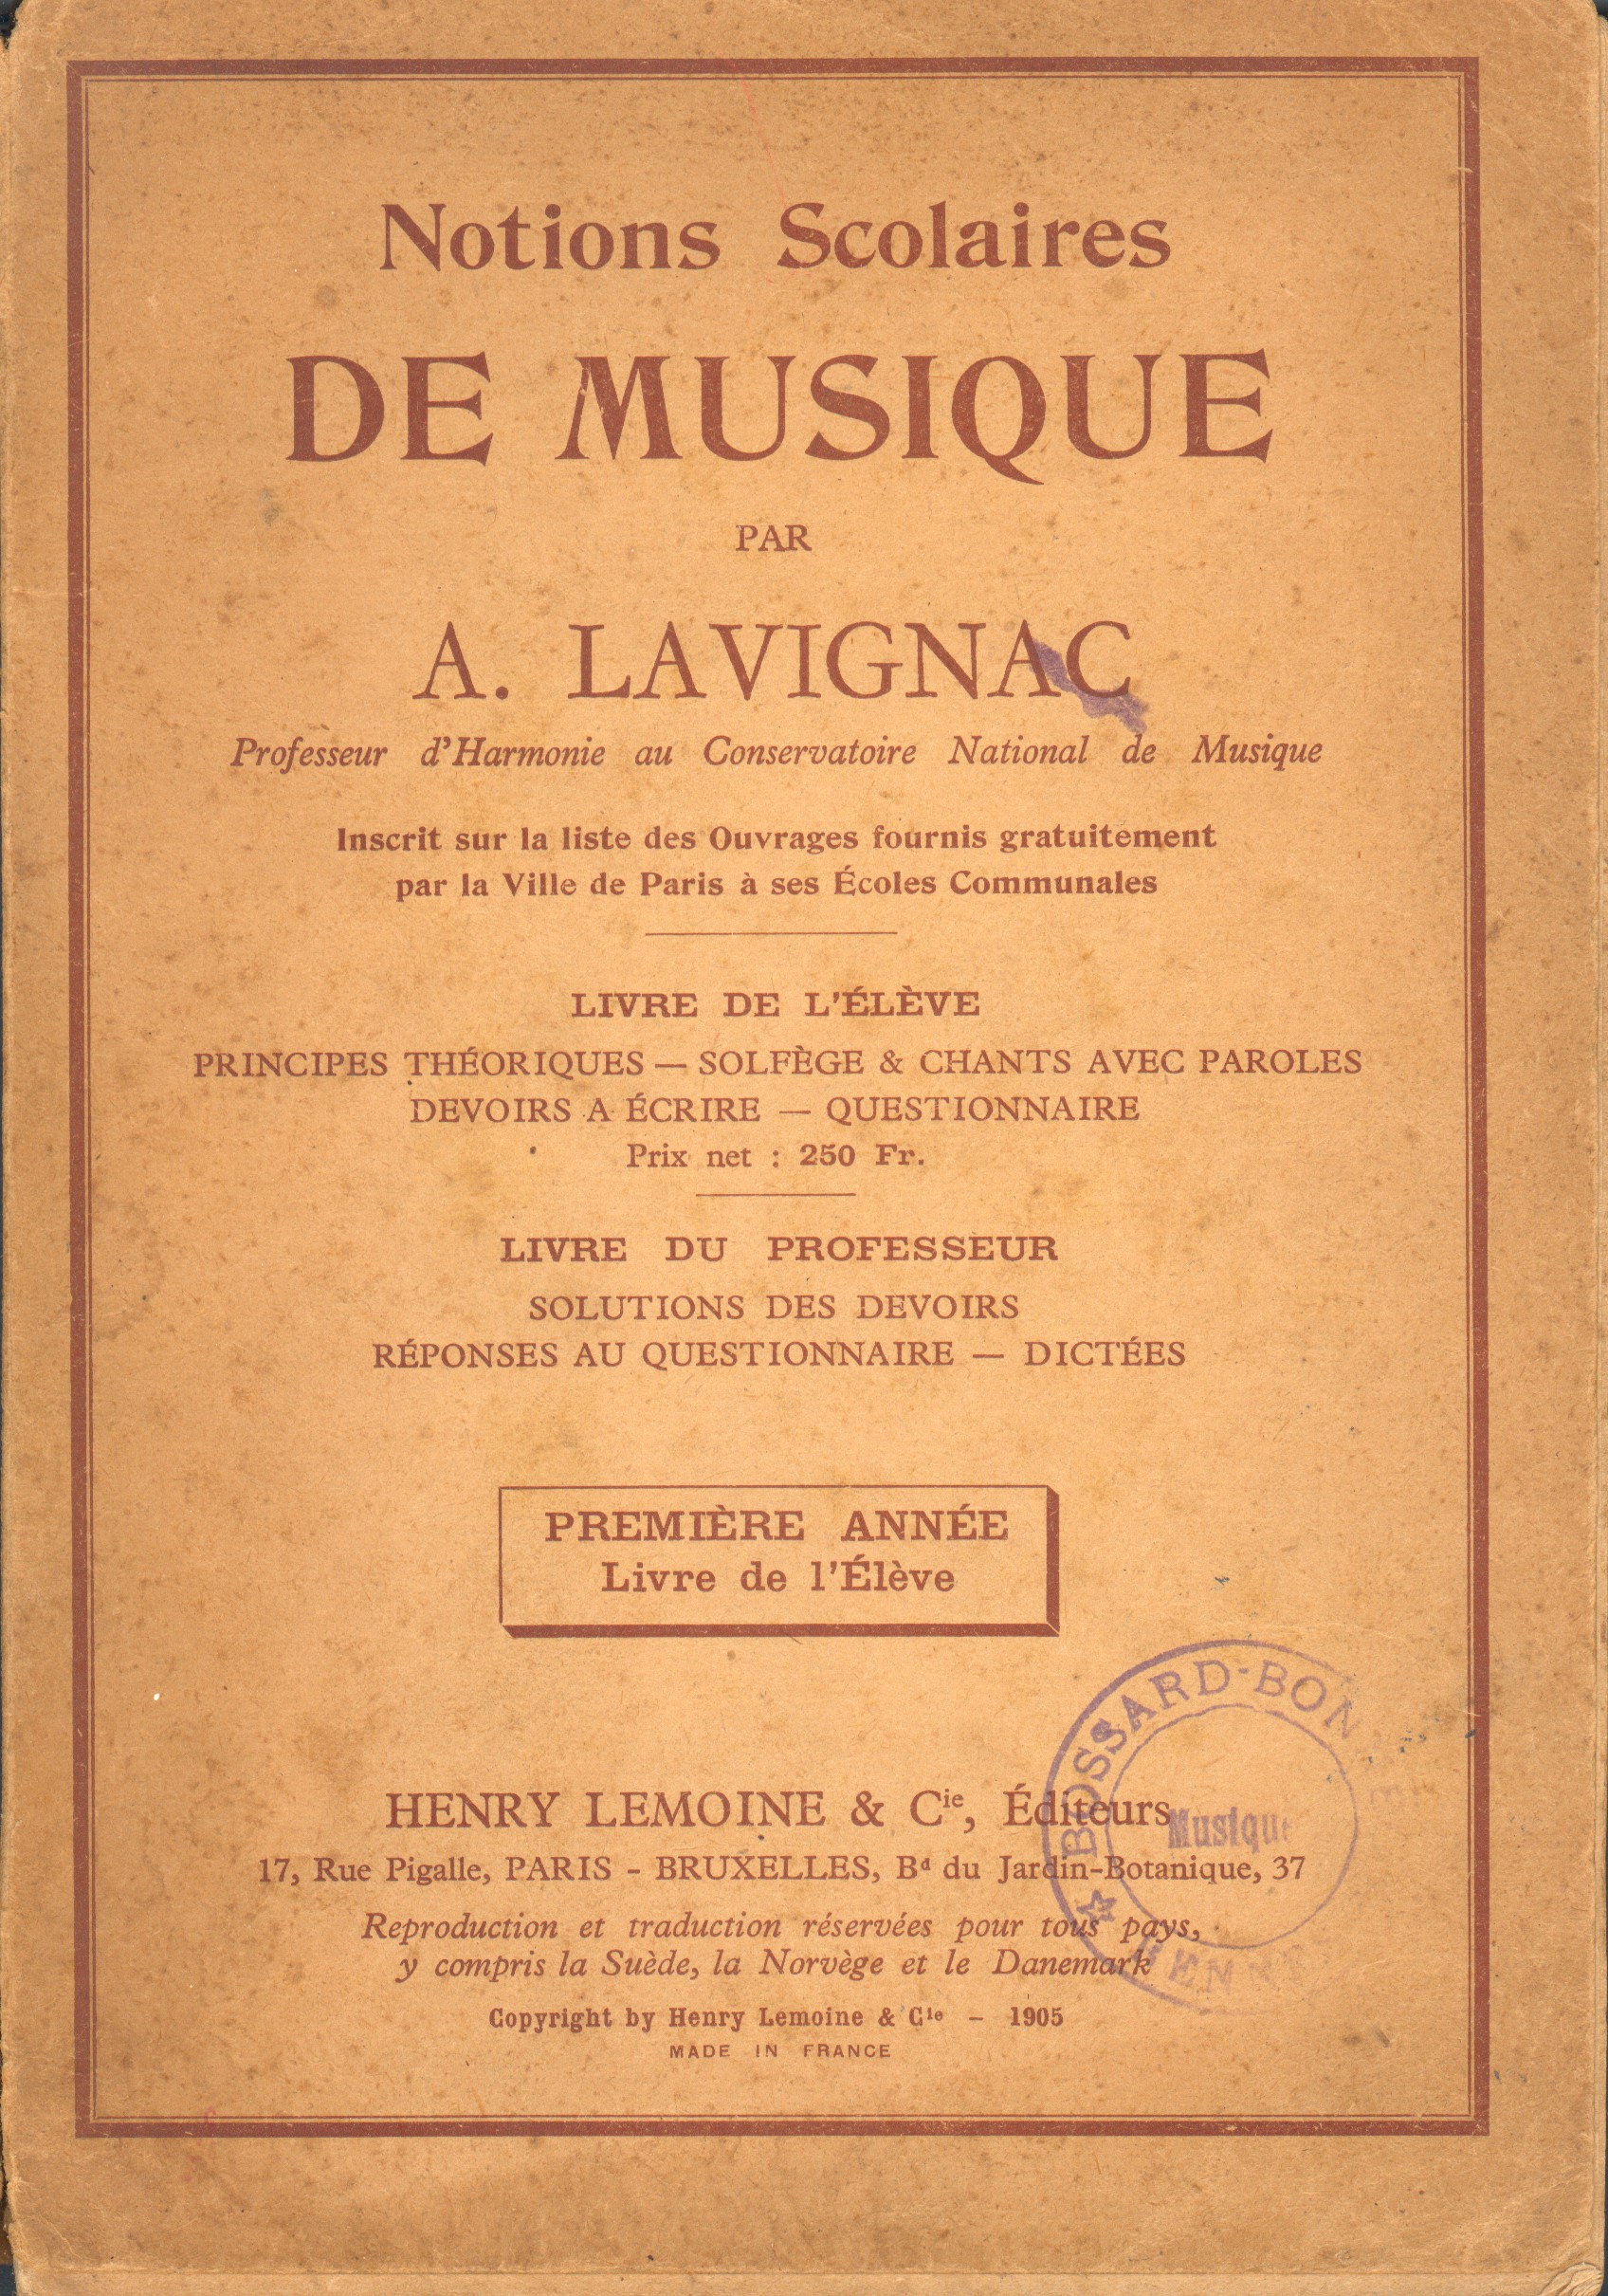 Notions Scolaires
DE MUSIQUE
PAR
A. LAVIGNAC
Professeur d'Harmonie au Conservatoire National de Musique
Inscrit sur la liste des Ouvrages fournis gratuitement
par la Ville de Paris à ses Écoles Communales
LIVRE DE L'ÉLÈVE
PRINCIPES THÉORIQUES — SOLFÈGE & CHANTS AVEC PAROLES
DEVOIRS A ÉCRIRE — QUESTIONNAIRE
Prix net : 250 Fr.
LIVRE DU PROFESSEUR
SOLUTIONS DES DEVOIRS
RÉPONSES AU QUESTIONNAIRE — DICTÉES
PREMIÈRE ANNÉE
Livre de l'Élève
BOSSARD-BON
Musique
HENRY LEMOINE & Cie, Éditeurs
17, Rue Pigalle, PARIS - BRUXELLES, Bd du Jardin-Botanique, 37
Reproduction et traduction réservées pour tous pays,
y compris la Suède, la Norvège et le Danemark
Copyright by Henry Lemoine & Cie - 1905
MADE IN FRANCE